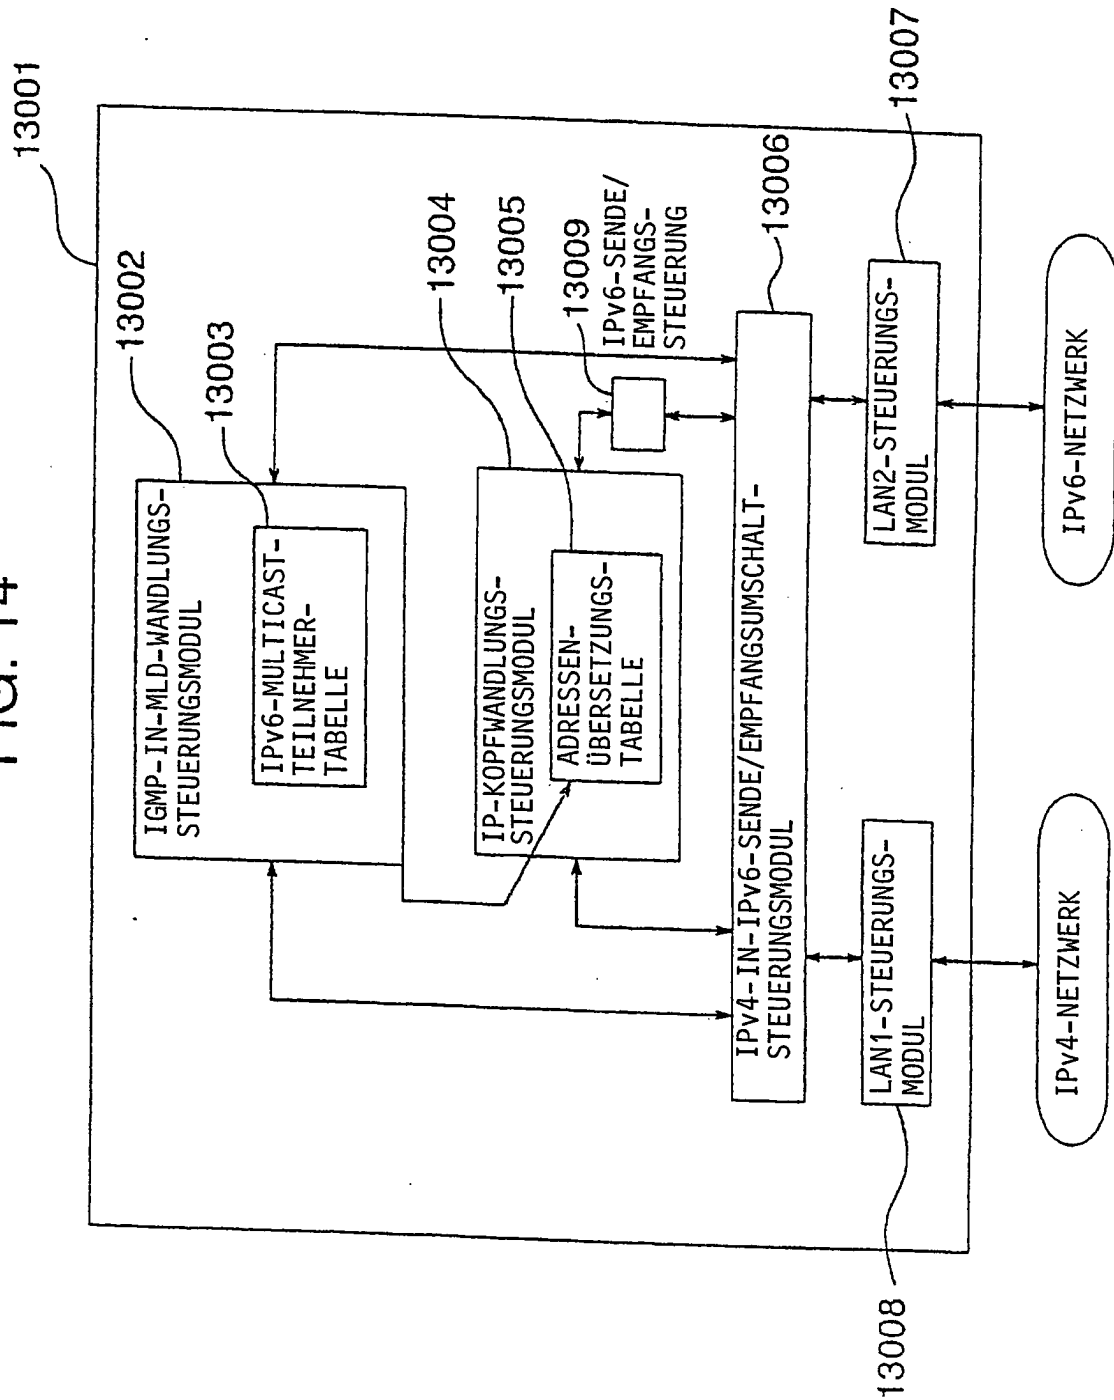 FIG. 14
13001
IGMP-IN-MLD-WANDLUNGS-
STEUERUNGSMODUL
13002
IPv6-MULTICAST-
TEILNEHMER-
TABELLE
13003
IP-KOPFWANDLUNGS-
STEUERUNGSMODUL
13004
ADRESSEN-
ÜBERSETZUNGS-
TABELLE
13005
13009
IPv6-SENDE/
EMPFANGS-
STEUERUNG
IPv4-IN-IPv6-SENDE/EMPFANGSUMSCHALT-
STEUERUNGSMODUL
13006
LAN1-STEUERUNGS-
MODUL
13008
LAN2-STEUERUNGS-
MODUL
13007
IPv4-NETZWERK
IPv6-NETZWERK